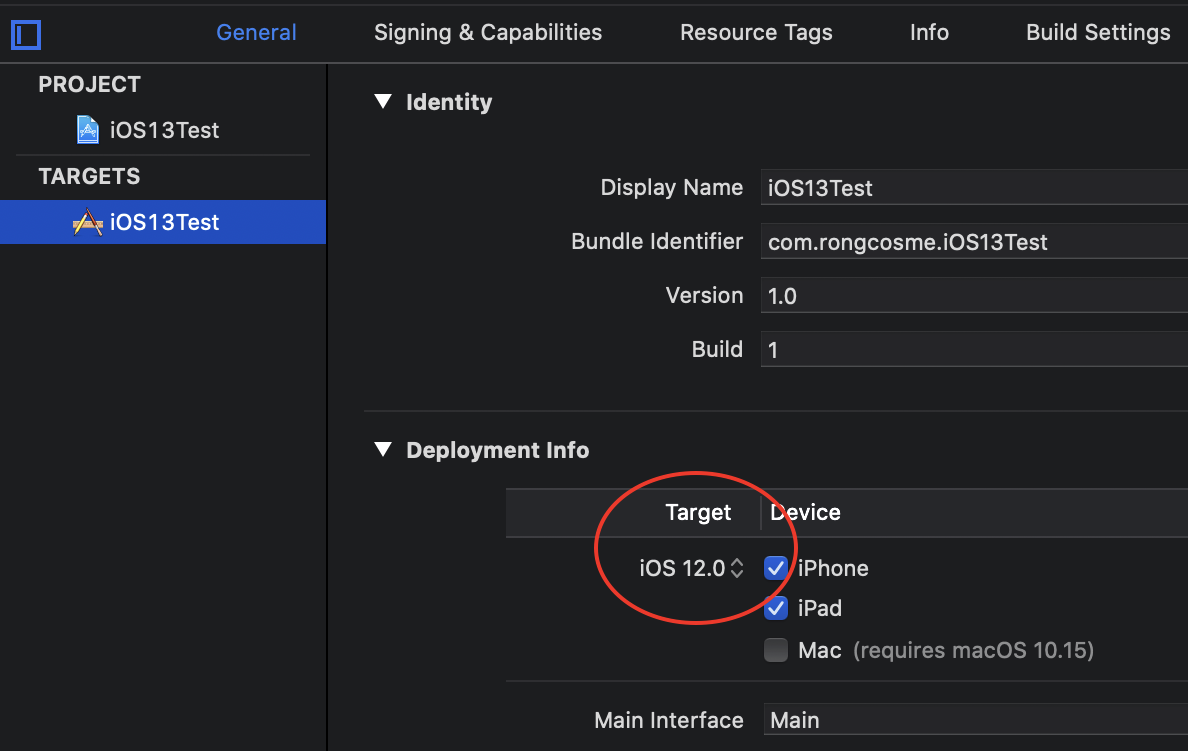 General Signing & Capabilities Resource Tags Info Build Settings
PROJECT
iOS13Test
TARGETS
iOS13Test
Identity
Display Name iOS13Test
Bundle Identifier com.rongcosme.iOS13Test
Version 1.0
Build 1
Deployment Info
Target Device
iOS 12.0 iPhone
iPad
Mac (requires macOS 10.15)
Main Interface Main